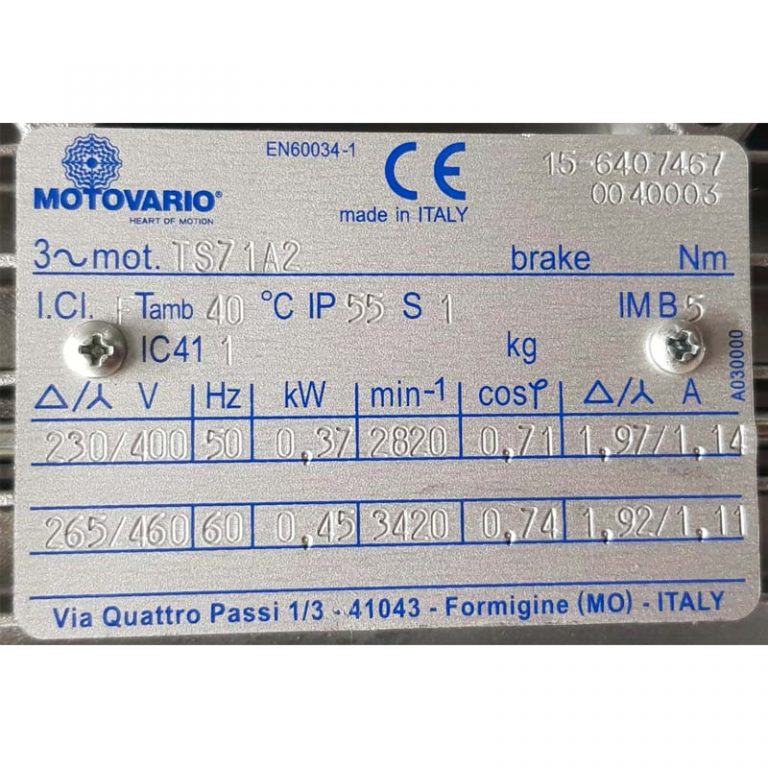 EN60034-1
CE
15-6407467
0040003
MOTOVARIO®
HEART OF MOTION
made in ITALY
3~mot. TS71A2 brake Nm
I.Cl. F Tamb 40 °C IP 55 S 1 IM B5
IC41 1 kg
A030000
Δ/⅄ V Hz kW min-1 cosφ Δ/⅄ A
230/400 50 0,37 2820 0,71 1,97/1,14
265/460 60 0,45 3420 0,74 1,92/1,11
Via Quattro Passi 1/3 - 41043 - Formigine (MO) - ITALY